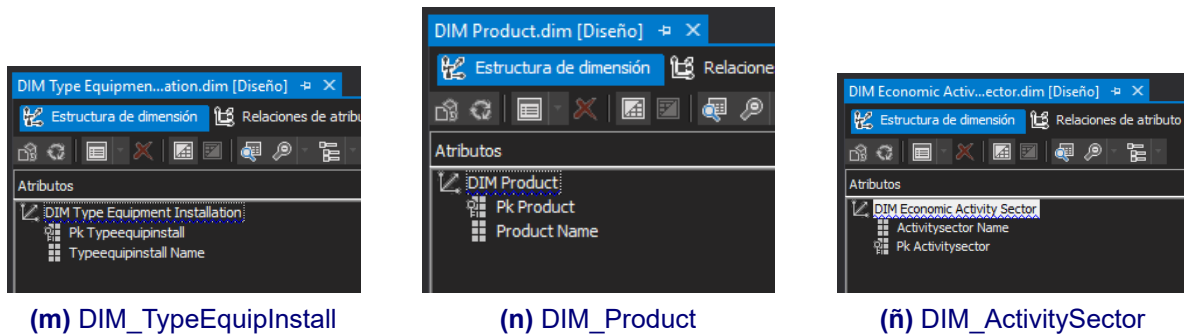 DIM Type Equipmen...ation.dim [Diseño]
Estructura de dimensión Relaciones de atribu
Atributos
DIM Type Equipment Installation
Pk Typeequipinstall
Typeequipinstall Name
(m) DIM_TypeEquipInstall
DIM Product.dim [Diseño]
Estructura de dimensión Relacione
Atributos
DIM Product
Pk Product
Product Name
(n) DIM_Product
DIM Economic Activ...ector.dim [Diseño]
Estructura de dimensión Relaciones de atributo
Atributos
DIM Economic Activity Sector
Activitysector Name
Pk Activitysector
(ñ) DIM_ActivitySector